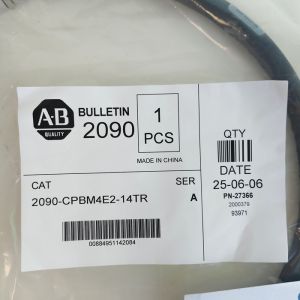 A-B
QUALITY
BULLETIN
2090
1
PCS
MADE IN CHINA
QTY
DATE
25-06-06
PN-27366
2000379
93971
CAT
SER
2090-CPBM4E2-14TR
A
00884951142084